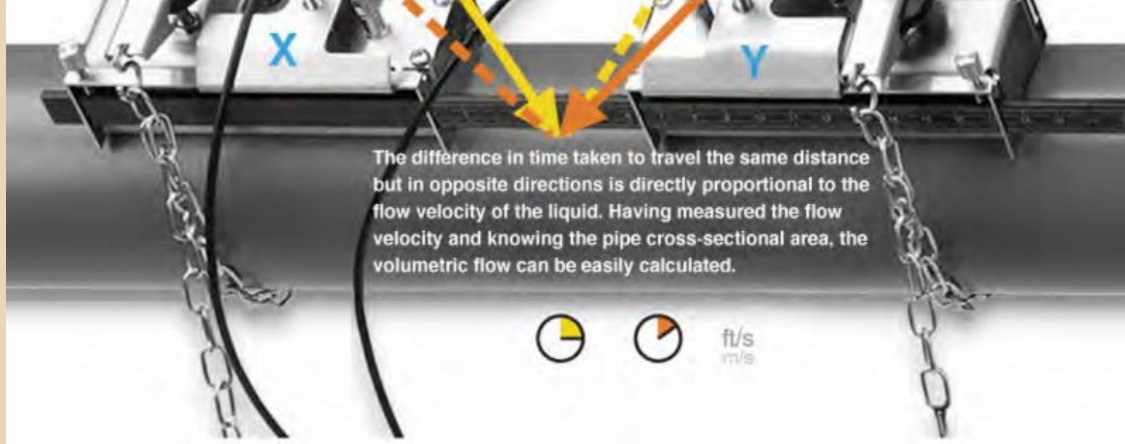 X
Y
The difference in time taken to travel the same distance
but in opposite directions is directly proportional to the
flow velocity of the liquid. Having measured the flow
velocity and knowing the pipe cross-sectional area, the
volumetric flow can be easily calculated.
ft/s
m/s